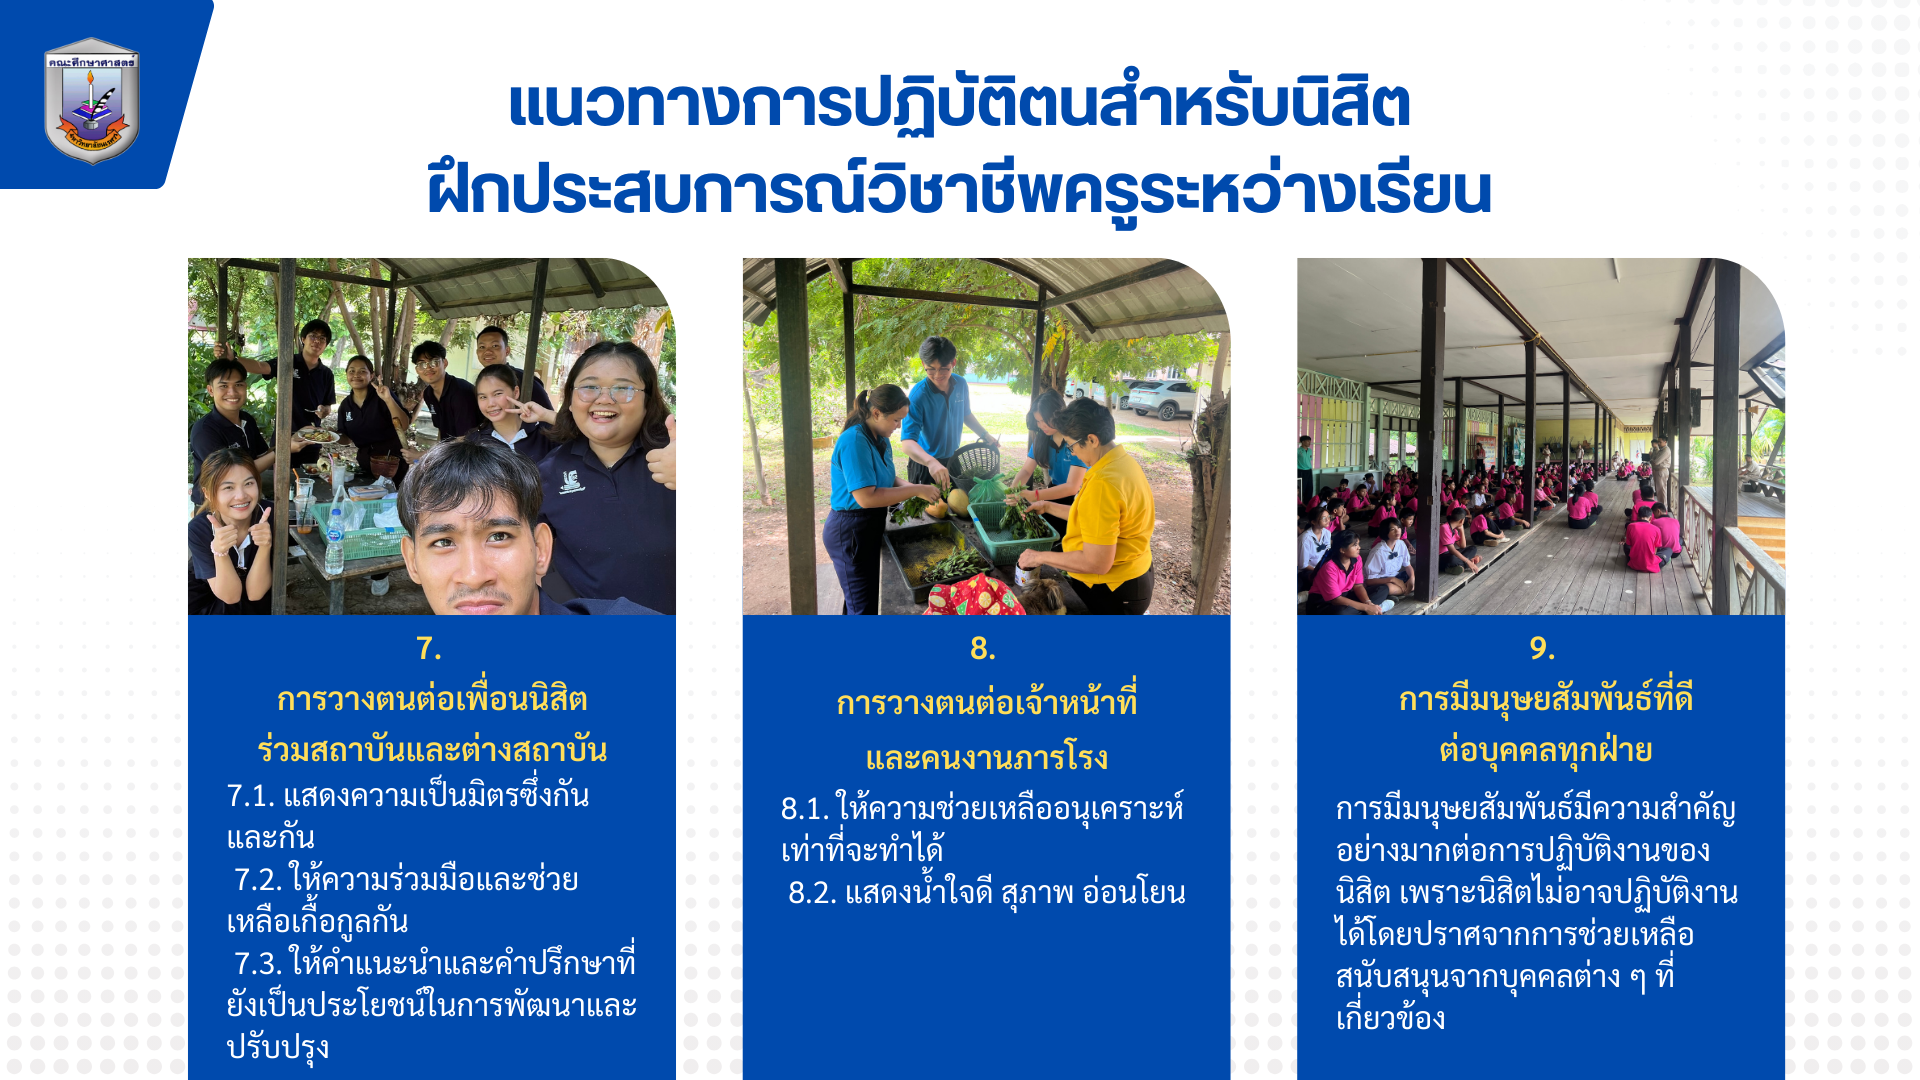 คณะศึกษาศาสตร์
แนวทางการปฏิบัติตนสำหรับนิสิต
ฝึกประสบการณ์วิชาชีพครูระหว่างเรียน
7.
การวางตนต่อเพื่อนนิสิต
ร่วมสถาบันและต่างสถาบัน
7.1. แสดงความเป็นมิตรซึ่งกัน
และกัน
7.2. ให้ความร่วมมือและช่วย
เหลือเกื้อกูลกัน
7.3. ให้คำแนะนำและคำปรึกษาที่
ยังเป็นประโยชน์ในการพัฒนาและ
ปรับปรุง
8.
การวางตนต่อเจ้าหน้าที่
และคนงานภารโรง
8.1. ให้ความช่วยเหลืออนุเคราะห์
เท่าที่จะทำได้
8.2. แสดงน้ำใจดี สุภาพ อ่อนโยน
9.
การมีมนุษยสัมพันธ์ที่ดี
ต่อบุคคลทุกฝ่าย
การมีมนุษยสัมพันธ์มีความสำคัญ
อย่างมากต่อการปฏิบัติงานของ
นิสิต เพราะนิสิตไม่อาจปฏิบัติงาน
ได้โดยปราศจากการช่วยเหลือ
สนับสนุนจากบุคคลต่าง ๆ ที่
เกี่ยวข้อง